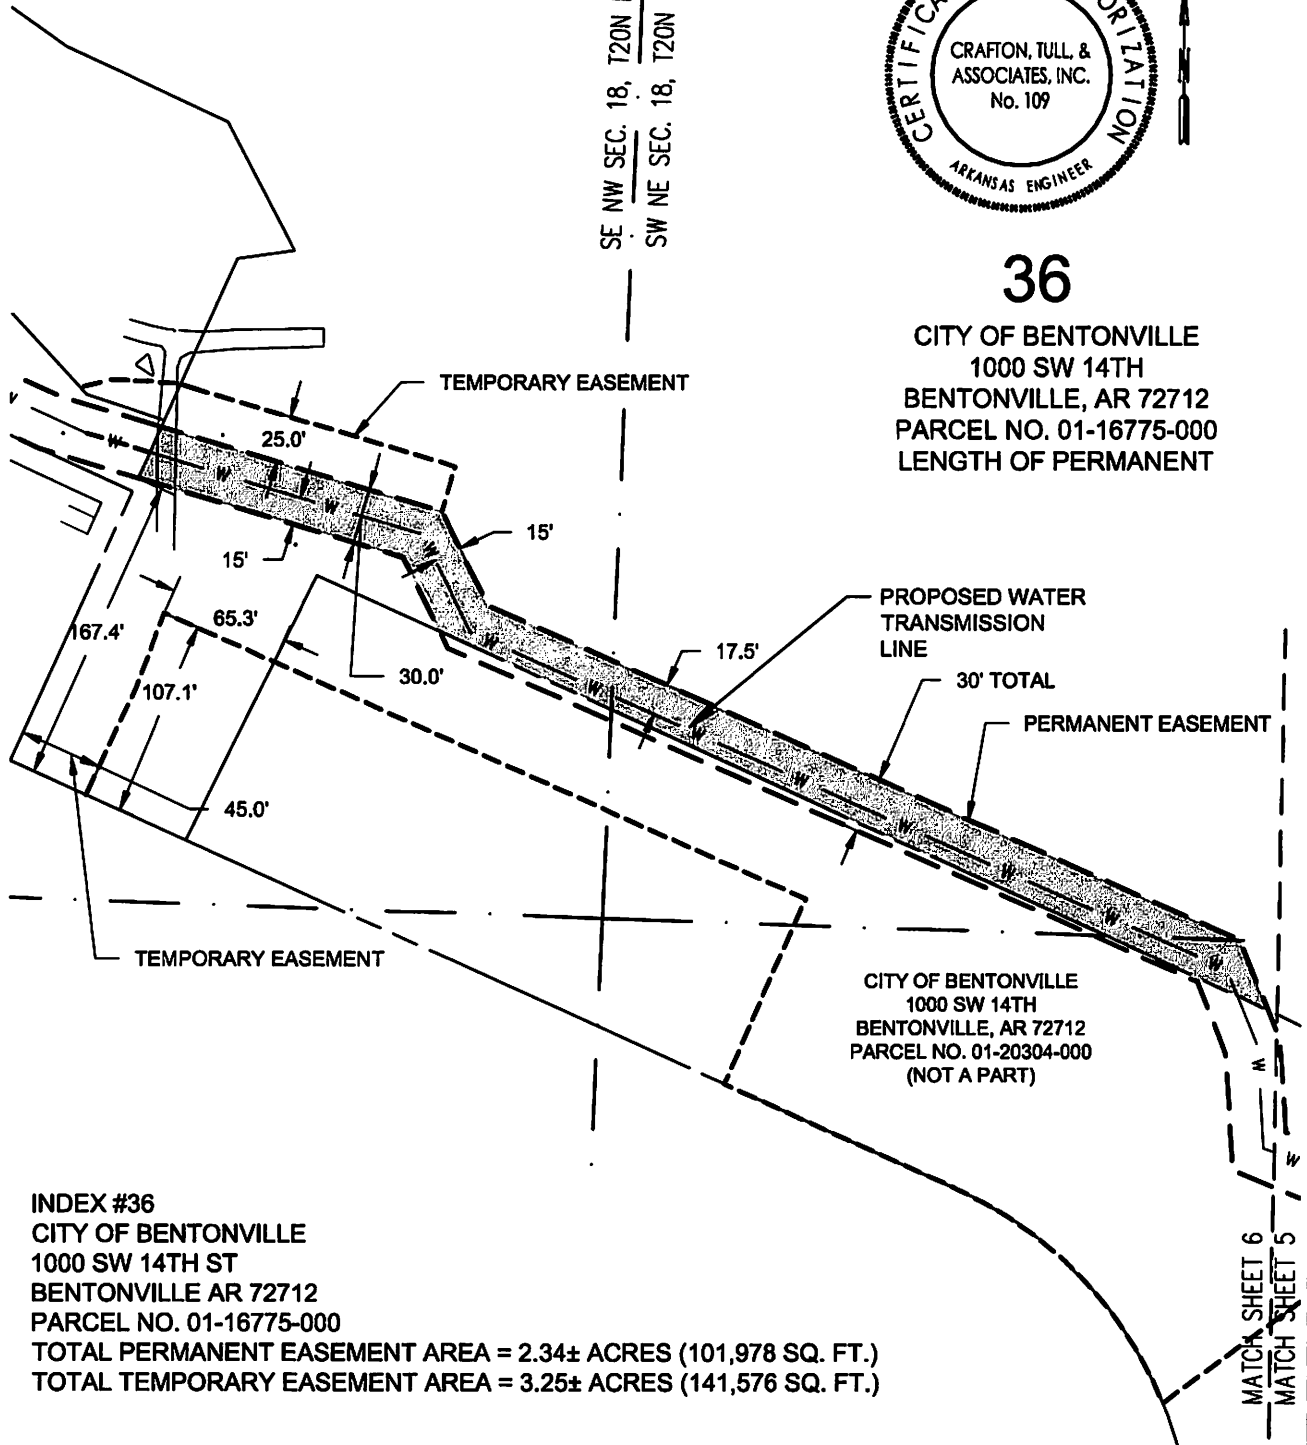 SE NW SEC. 18, T20N
SW NE SEC. 18, T20N
CRAFTON, TULL, &
ASSOCIATES, INC.
No. 109
ARKANSAS ENGINEER
N
36
CITY OF BENTONVILLE
1000 SW 14TH
BENTONVILLE, AR 72712
PARCEL NO. 01-16775-000
LENGTH OF PERMANENT
TEMPORARY EASEMENT
25.0'
W
W
W
W
W
15'
15'
167.4'
65.3'
107.1'
30.0'
45.0'
17.5'
PROPOSED WATER
TRANSMISSION
LINE
30' TOTAL
PERMANENT EASEMENT
W
W
W
W
W
W
W
W
W
W
TEMPORARY EASEMENT
CITY OF BENTONVILLE
1000 SW 14TH
BENTONVILLE, AR 72712
PARCEL NO. 01-20304-000
(NOT A PART)
MATCH SHEET 6
MATCH SHEET 5
INDEX #36
CITY OF BENTONVILLE
1000 SW 14TH ST
BENTONVILLE AR 72712
PARCEL NO. 01-16775-000
TOTAL PERMANENT EASEMENT AREA = 2.34± ACRES (101,978 SQ. FT.)
TOTAL TEMPORARY EASEMENT AREA = 3.25± ACRES (141,576 SQ. FT.)